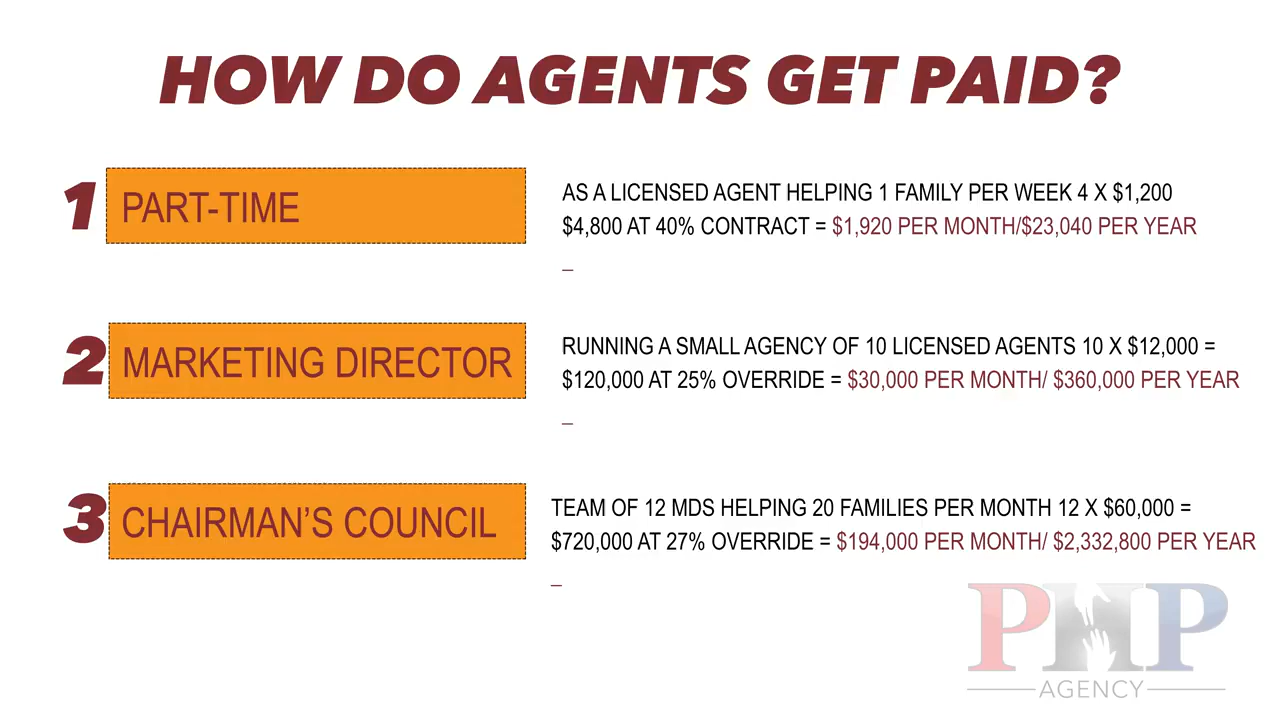 HOW DO AGENTS GET PAID?
1
PART-TIME
AS A LICENSED AGENT HELPING 1 FAMILY PER WEEK 4 X $1,200
$4,800 AT 40% CONTRACT = $1,920 PER MONTH/$23,040 PER YEAR
_
2
MARKETING DIRECTOR
RUNNING A SMALL AGENCY OF 10 LICENSED AGENTS 10 X $12,000 =
$120,000 AT 25% OVERRIDE = $30,000 PER MONTH/ $360,000 PER YEAR
_
3
CHAIRMAN’S COUNCIL
TEAM OF 12 MDS HELPING 20 FAMILIES PER MONTH 12 X $60,000 =
$720,000 AT 27% OVERRIDE = $194,000 PER MONTH/ $2,332,800 PER YEAR
_
PHP
AGENCY